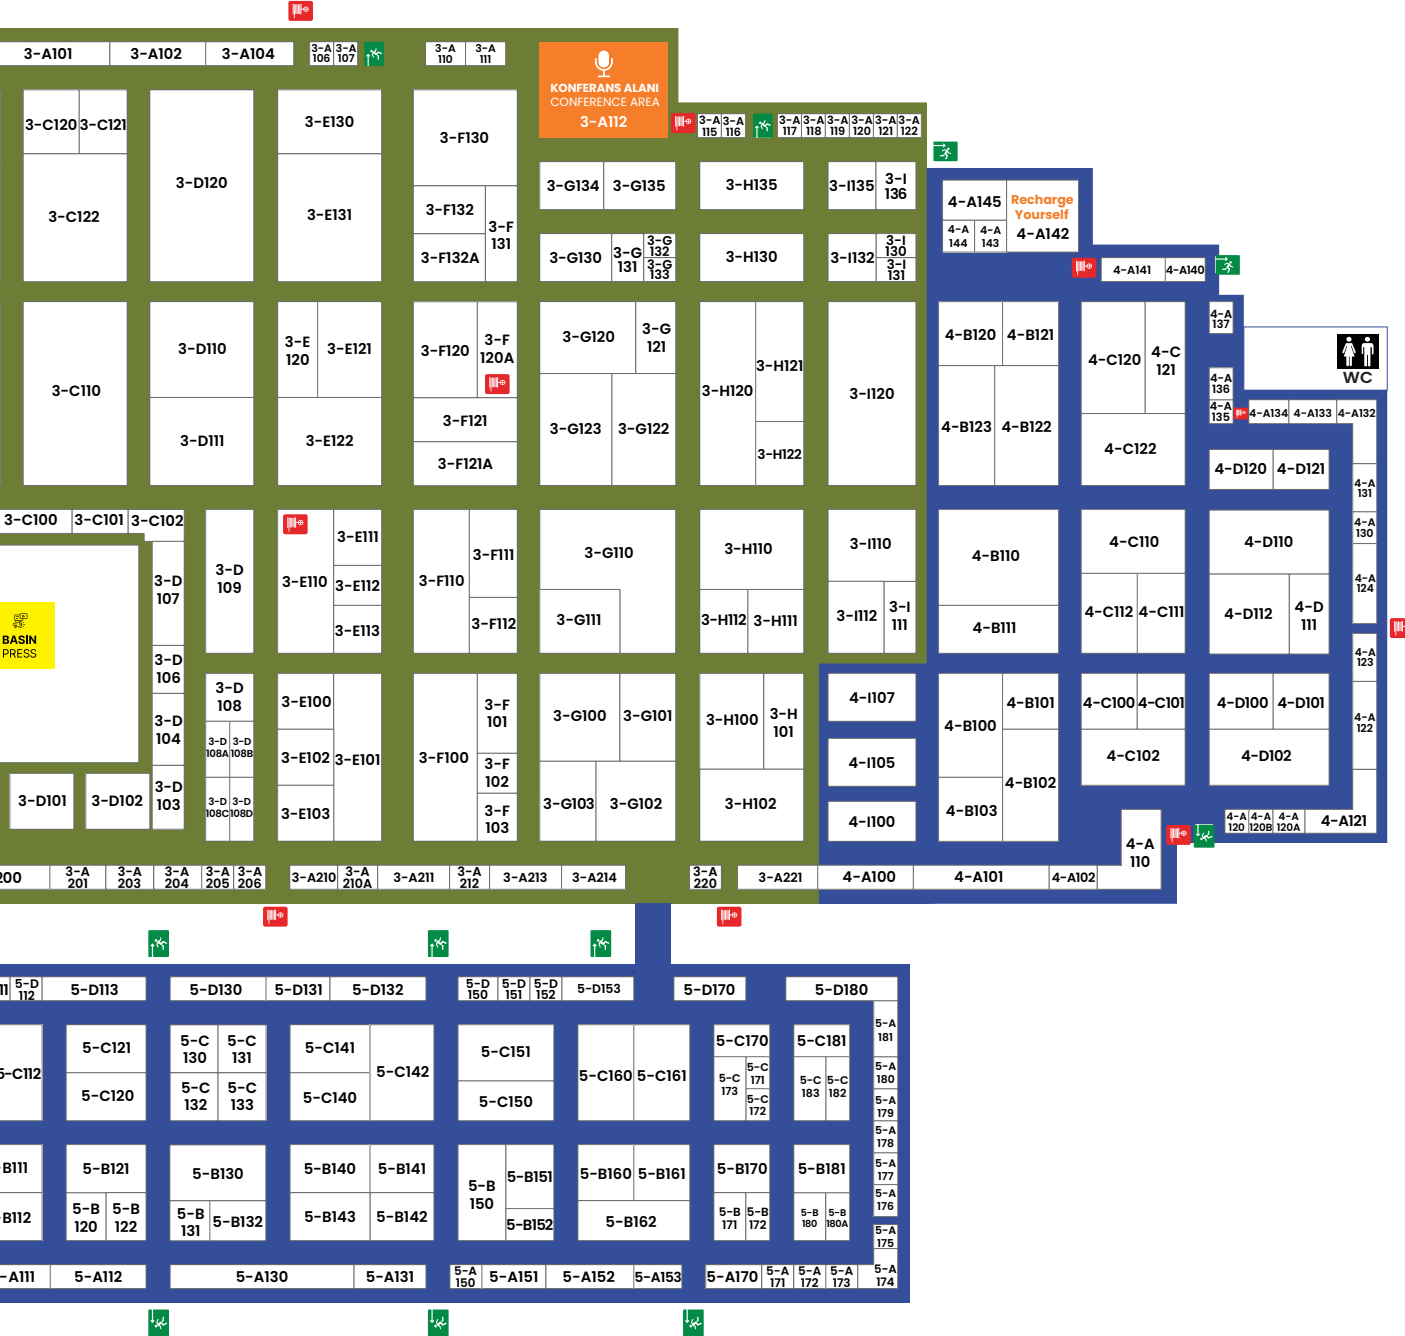 3-A101
3-A102
3-A104
3-A
106
3-A
107
3-A
110
3-A
111
KONFERANS ALANI
CONFERENCE AREA
3-A112
3-A
115
3-A
116
3-A
117
3-A
118
3-A
119
3-A
120
3-A
121
3-A
122
3-C120
3-C121
3-C122
3-D120
3-E130
3-E131
3-F130
3-F132
3-F132A
3-F
131
3-G134
3-G135
3-H135
3-I135
3-I
136
3-G130
3-G
131
3-G
132
3-G
133
3-H130
3-I132
3-I
130
3-I
131
4-A145
4-A
144
4-A
143
Recharge
Yourself
4-A142
4-A141
4-A140
4-A
137
WC
4-A
136
4-A
135
4-A134
4-A133
4-A132
3-C110
3-D110
3-D111
3-E
120
3-E121
3-E122
3-F120
3-F
120A
3-F121
3-F121A
3-G120
3-G
121
3-G123
3-G122
3-H120
3-H121
3-H122
3-I120
4-B120
4-B121
4-B123
4-B122
4-C120
4-C
121
4-C122
4-D120
4-D121
4-A
131
4-A
130
4-A
124
4-A
123
4-A
122
3-C100
3-C101
3-C102
BASIN
PRESS
3-D
107
3-D
106
3-D
104
3-D
103
3-D101
3-D102
3-D
109
3-D
108
3-D
108A
3-D
108B
3-D
108C
3-D
108D
3-E110
3-E111
3-E112
3-E113
3-F110
3-F111
3-F112
3-G110
3-G111
3-H110
3-H112
3-H111
3-I110
3-I112
3-I
111
4-B110
4-B111
4-C110
4-C112
4-C111
4-D110
4-D112
4-D
111
3-E100
3-E102
3-E103
3-E101
3-F100
3-F
101
3-F
102
3-F
103
3-G100
3-G101
3-G103
3-G102
3-H100
3-H
101
3-H102
4-I107
4-I105
4-I100
4-B100
4-B101
4-B102
4-B103
4-C100
4-C101
4-C102
4-D100
4-D101
4-D102
4-A
110
4-A
120
4-A
120B
4-A
120A
4-A121
200
3-A
201
3-A
203
3-A
204
3-A
205
3-A
206
3-A210
3-A
210A
3-A211
3-A
212
3-A213
3-A214
3-A
220
3-A221
4-A100
4-A101
4-A102
11
5-D
112
5-D113
5-D130
5-D131
5-D132
5-D
150
5-D
151
5-D
152
5-D153
5-D170
5-D180
5-C112
5-C121
5-C120
5-C
130
5-C
131
5-C
132
5-C
133
5-C141
5-C140
5-C142
5-C151
5-C150
5-C160
5-C161
5-C170
5-C
173
5-C
171
5-C
172
5-C181
5-C
183
5-C
182
5-A
181
5-A
180
5-A
179
5-A
178
5-A
177
5-A
176
5-A
175
5-A
174
-B111
-B112
5-B121
5-B
120
5-B
122
5-B130
5-B
131
5-B132
5-B140
5-B141
5-B143
5-B142
5-B
150
5-B151
5-B152
5-B160
5-B161
5-B162
5-B170
5-B
171
5-B
172
5-B181
5-B
180
5-B
180A
-A111
5-A112
5-A130
5-A131
5-A
150
5-A151
5-A152
5-A153
5-A170
5-A
171
5-A
172
5-A
173